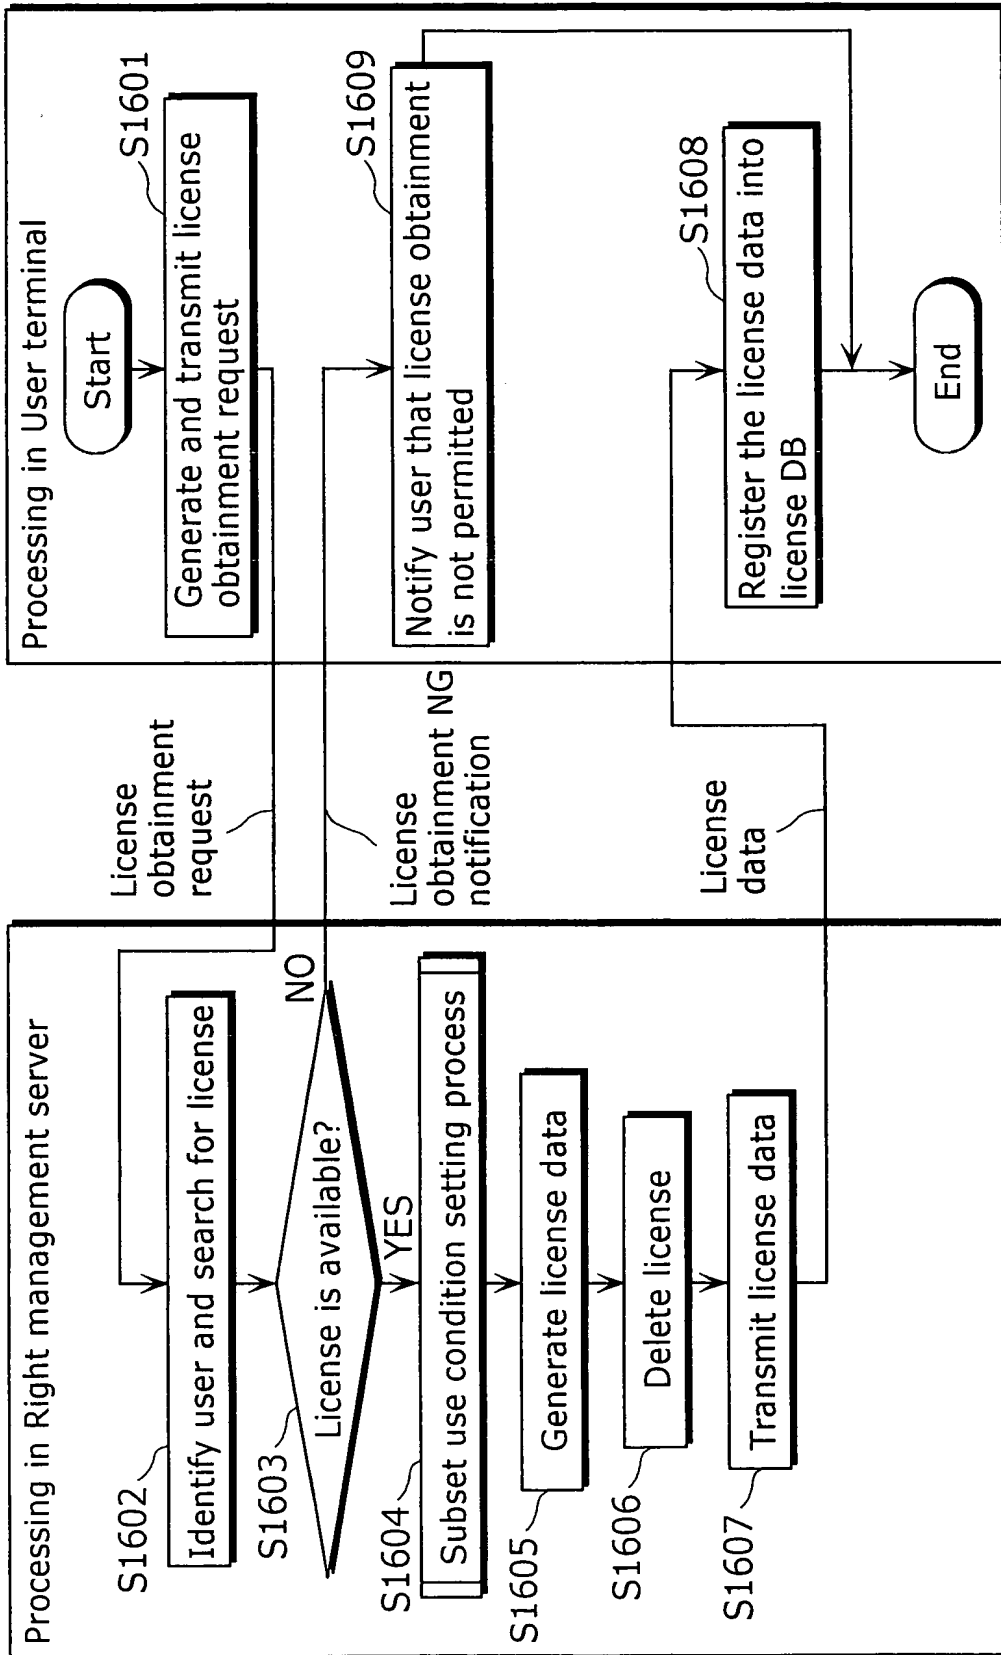 Processing in Right management server
S1602
Identify user and search for license
S1603
License is available?
NO
YES
S1604
Subset use condition setting process
S1605
Generate license data
S1606
Delete license
S1607
Transmit license data
License
obtainment
request
License
obtainment NG
notification
License
data
Processing in User terminal
Start
S1601
Generate and transmit license
obtainment request
S1609
Notify user that license obtainment
is not permitted
S1608
Register the license data into
license DB
End